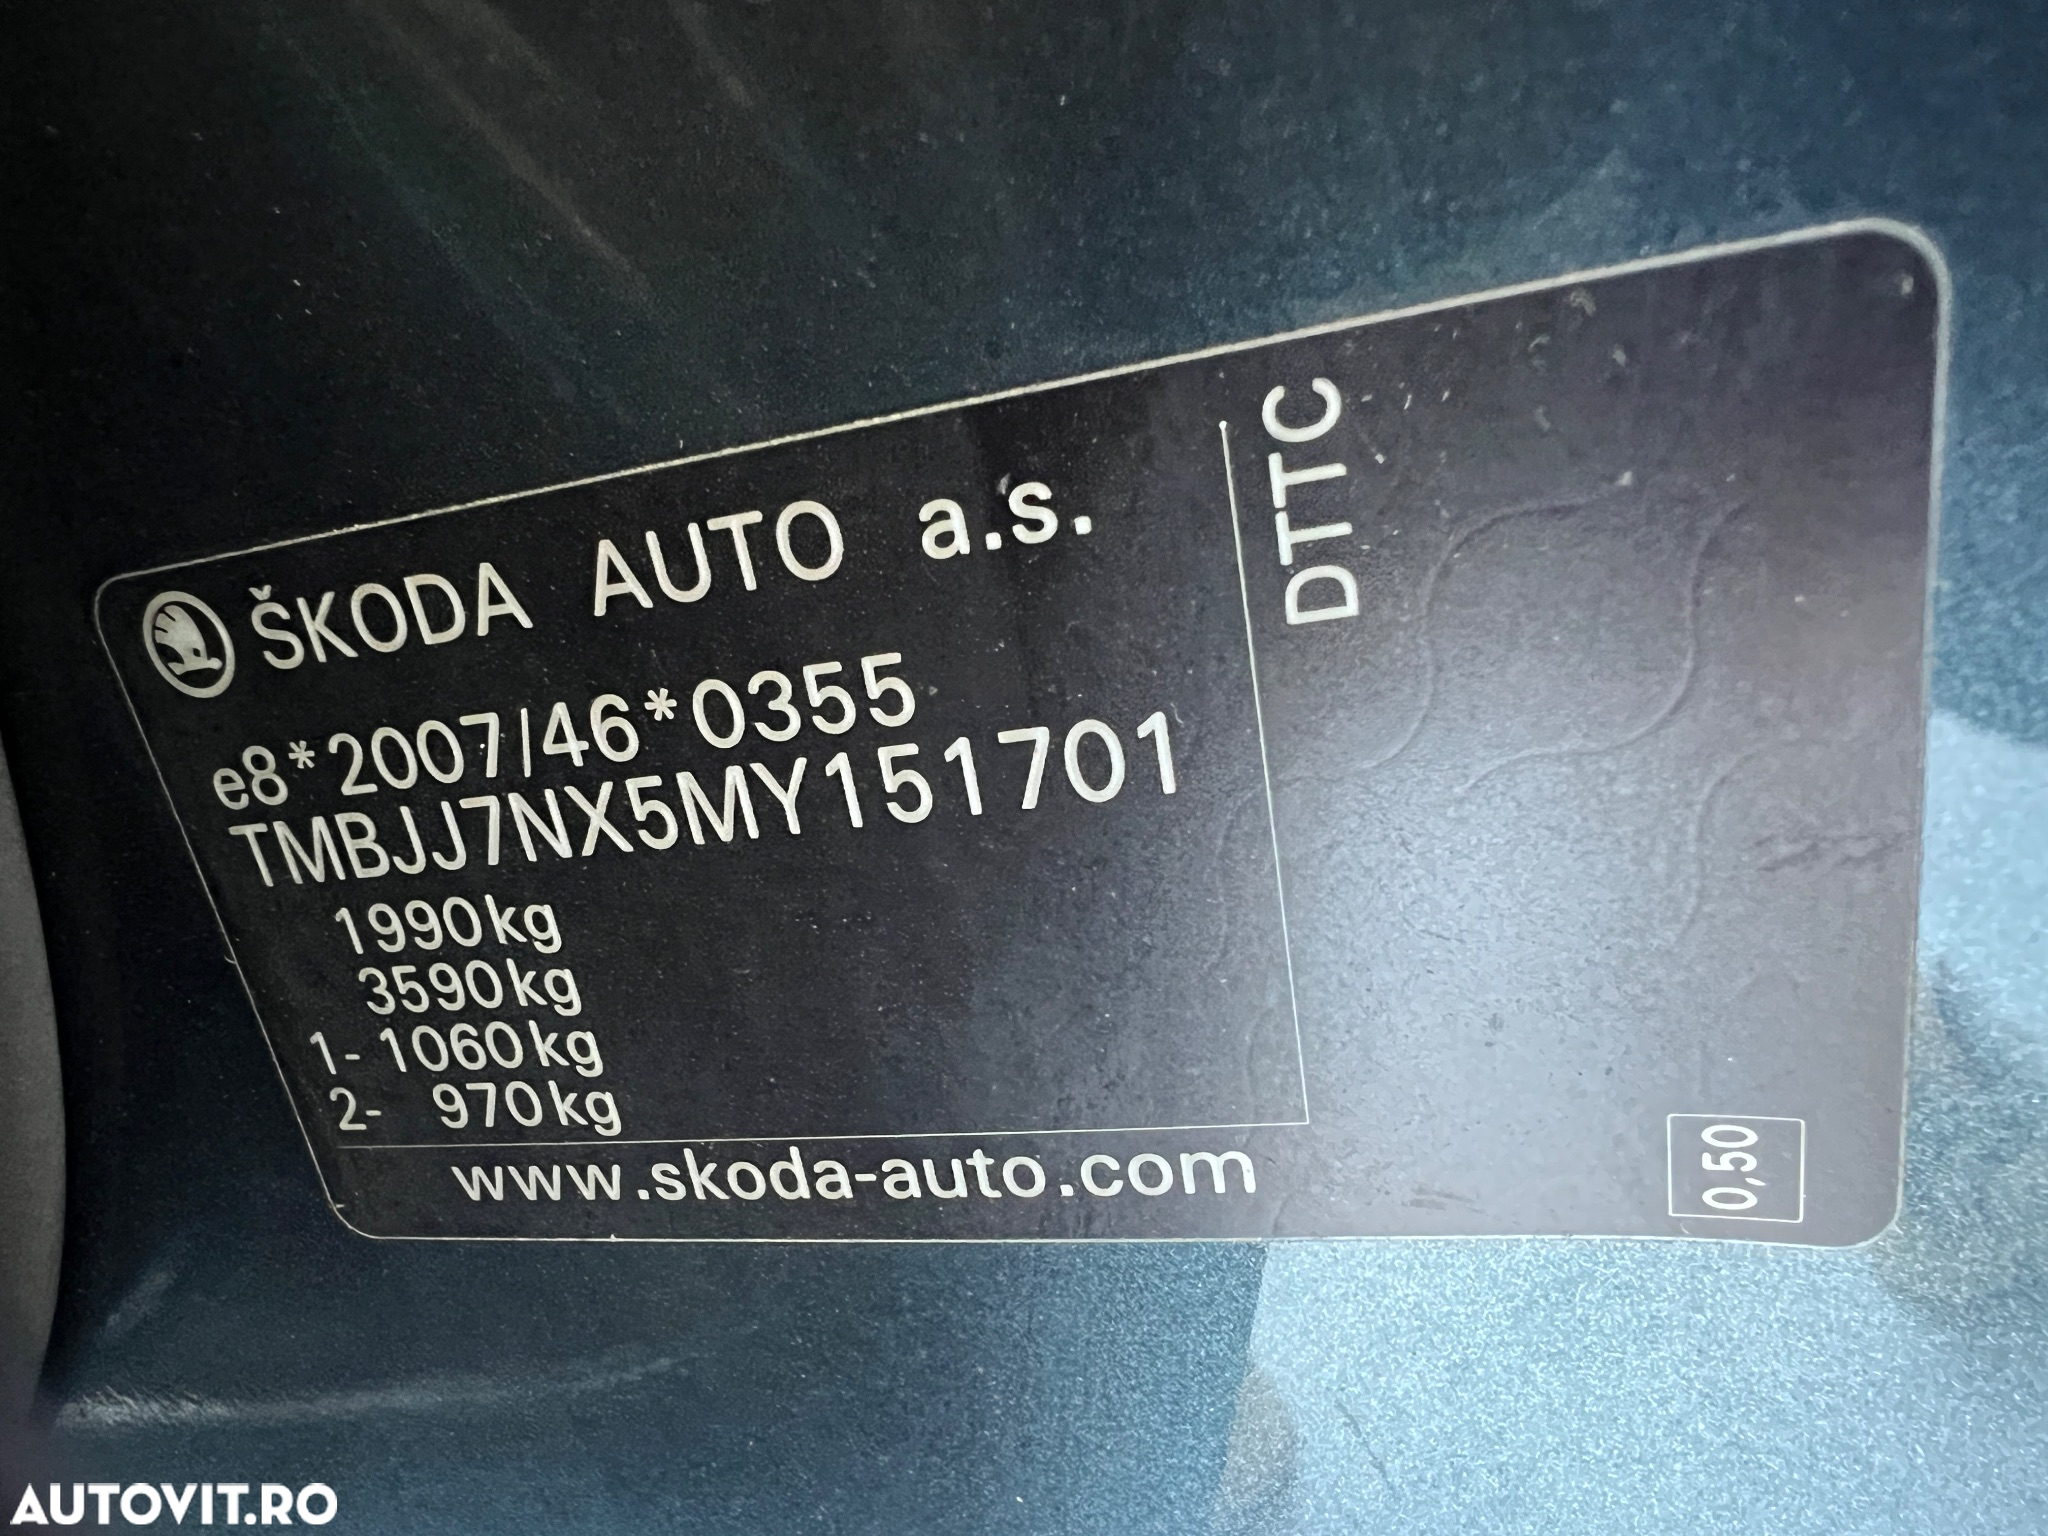 ŠKODA AUTO a.s.
e8*2007/46*0355
TMBJJ7NX5MY151701
1990kg
3590kg
1- 1060kg
2- 970kg
www.skoda-auto.com
DTTC
0,50
AUTOVIT.RO